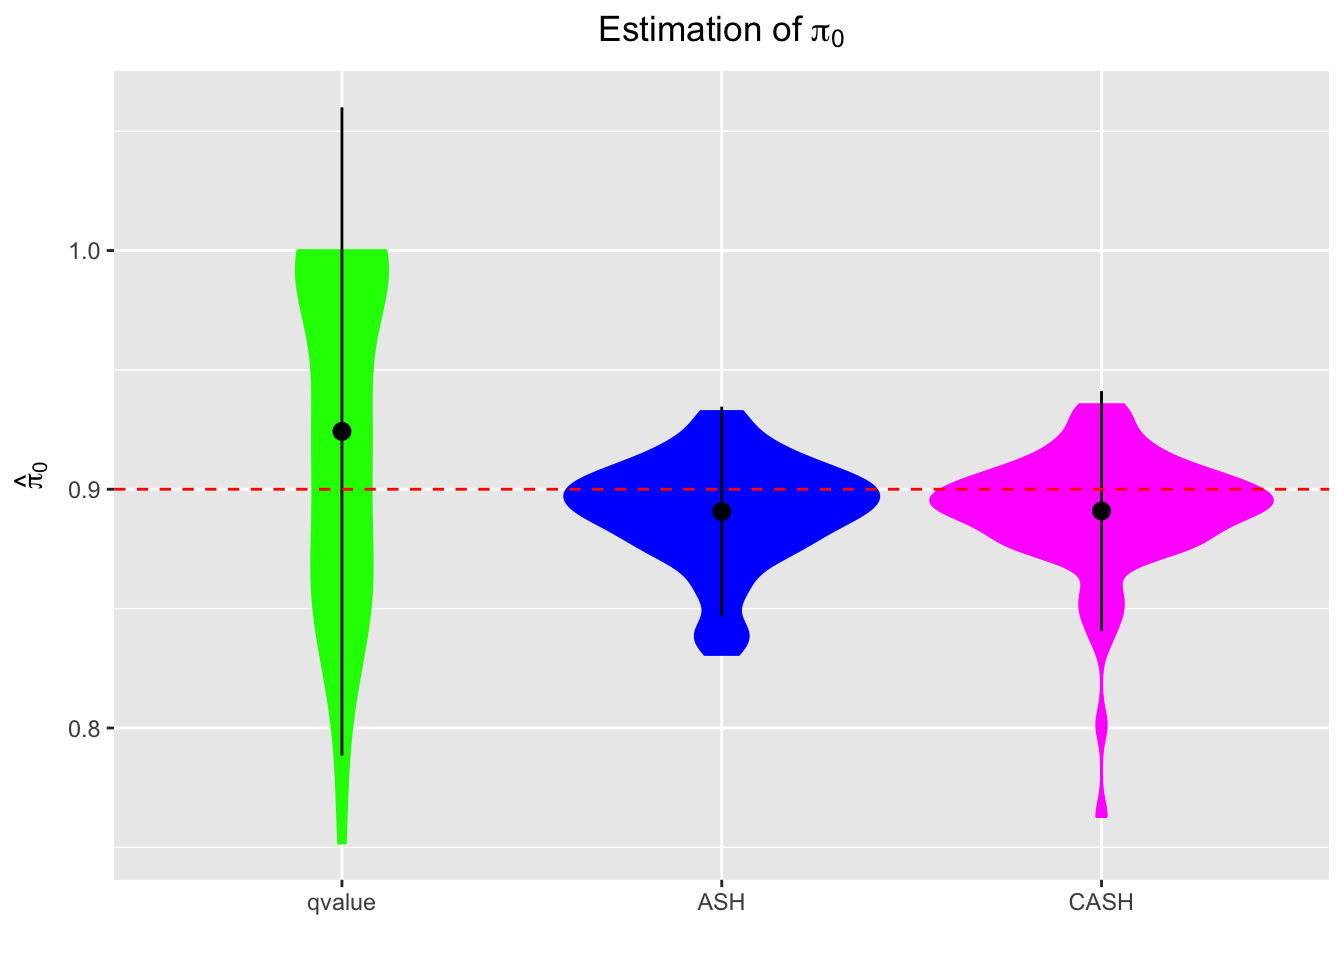 Estimation of π₀
π̂₀
1.0
0.9
0.8
qvalue
ASH
CASH